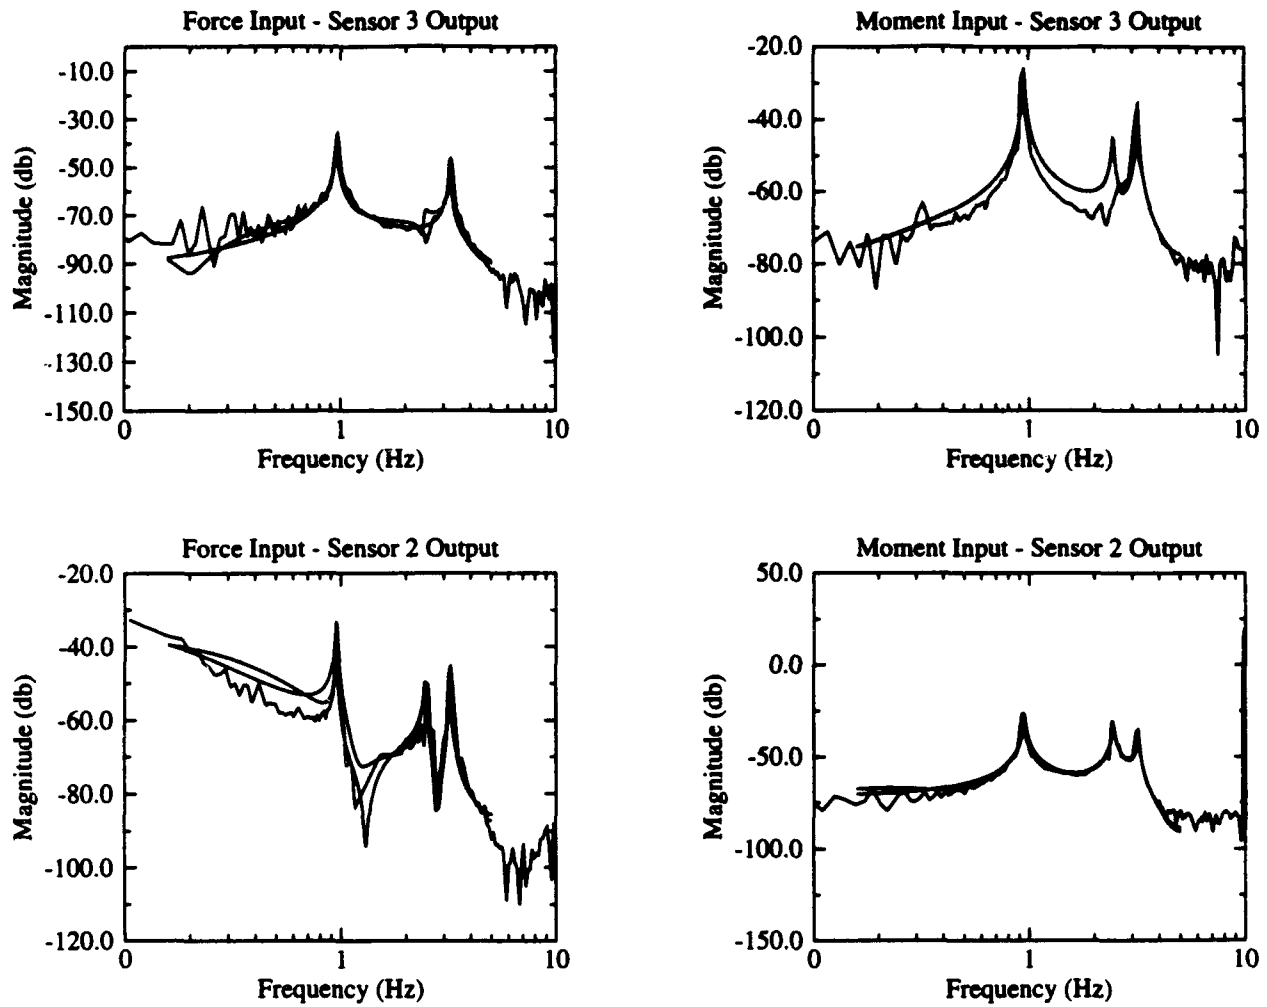 Force Input - Sensor 3 Output
-10.0
-30.0
-50.0
-70.0
-90.0
-110.0
-130.0
-150.0
Magnitude (db)
0 1 10
Frequency (Hz)
Moment Input - Sensor 3 Output
-20.0
-40.0
-60.0
-80.0
-100.0
-120.0
Magnitude (db)
0 1 10
Frequency (Hz)
Force Input - Sensor 2 Output
-20.0
-40.0
-60.0
-80.0
-100.0
-120.0
Magnitude (db)
0 1 10
Frequency (Hz)
Moment Input - Sensor 2 Output
50.0
0.0
-50.0
-100.0
-150.0
Magnitude (db)
0 1 10
Frequency (Hz)